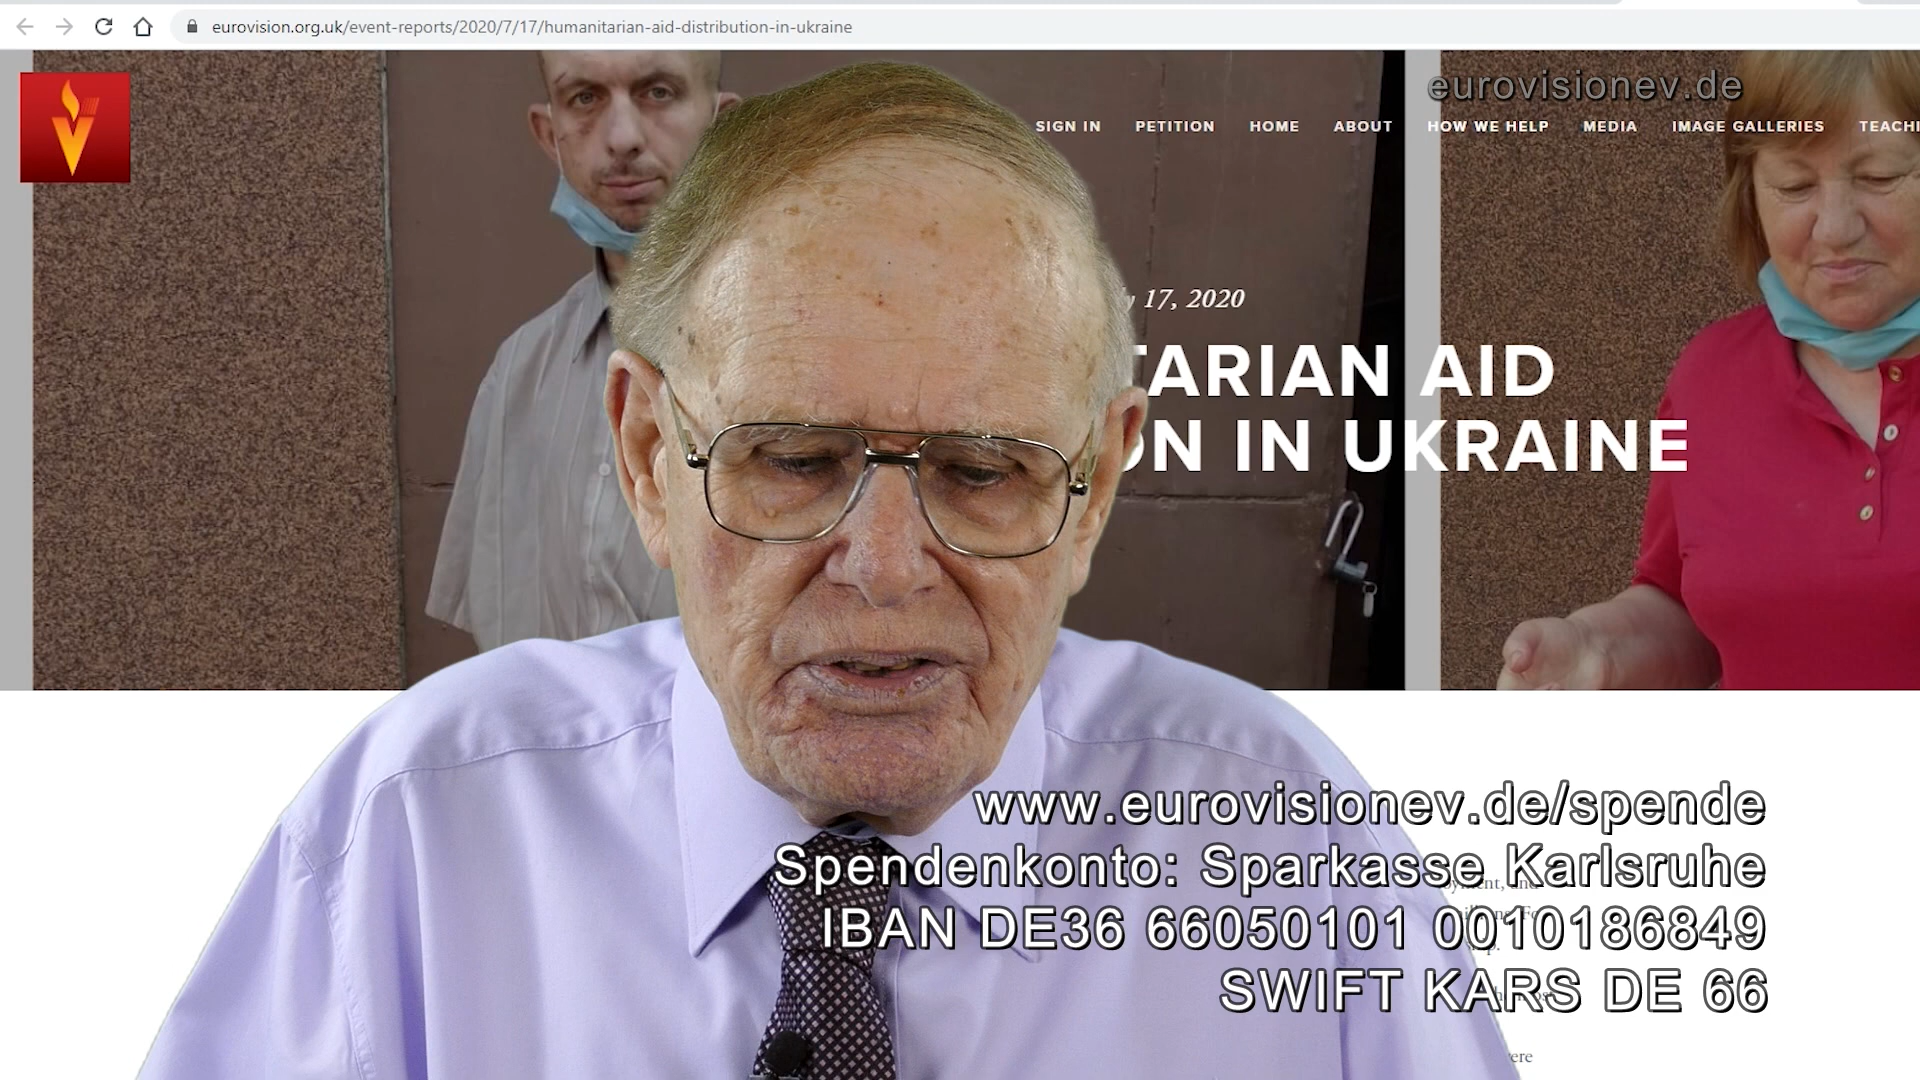 eurovision.org.uk/event-reports/2020/7/17/humanitarian-aid-distribution-in-ukraine
eurovisionev.de
SIGN IN PETITION HOME ABOUT HOW WE HELP MEDIA IMAGE GALLERIES TEACHI
17, 2020
TARIAN AID
ON IN UKRAINE
www.eurovisionev.de/spende
Spendenkonto: Sparkasse Karlsruhe
IBAN DE36 66050101 0010186849
SWIFT KARS DE 66